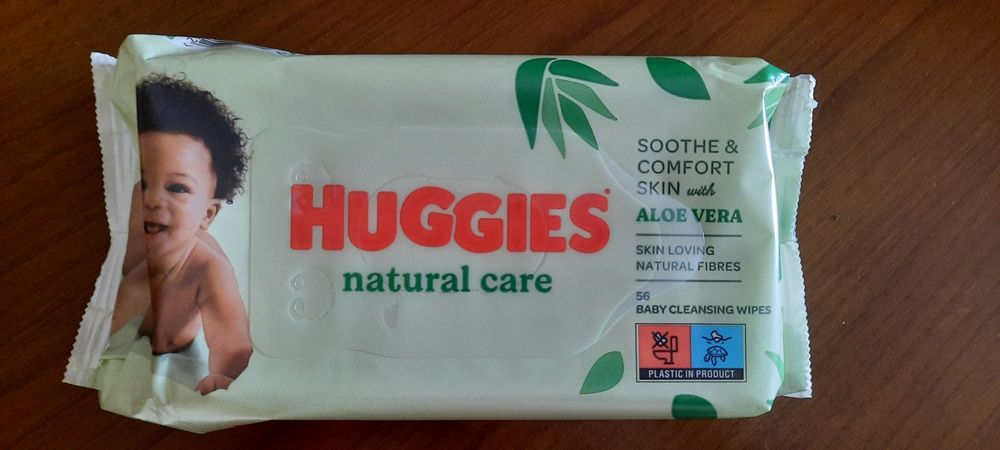 HUGGIES
natural care
SOOTHE &
COMFORT
SKIN with
ALOE VERA
SKIN LOVING
NATURAL FIBRES
56
BABY CLEANSING WIPES
PLASTIC IN PRODUCT